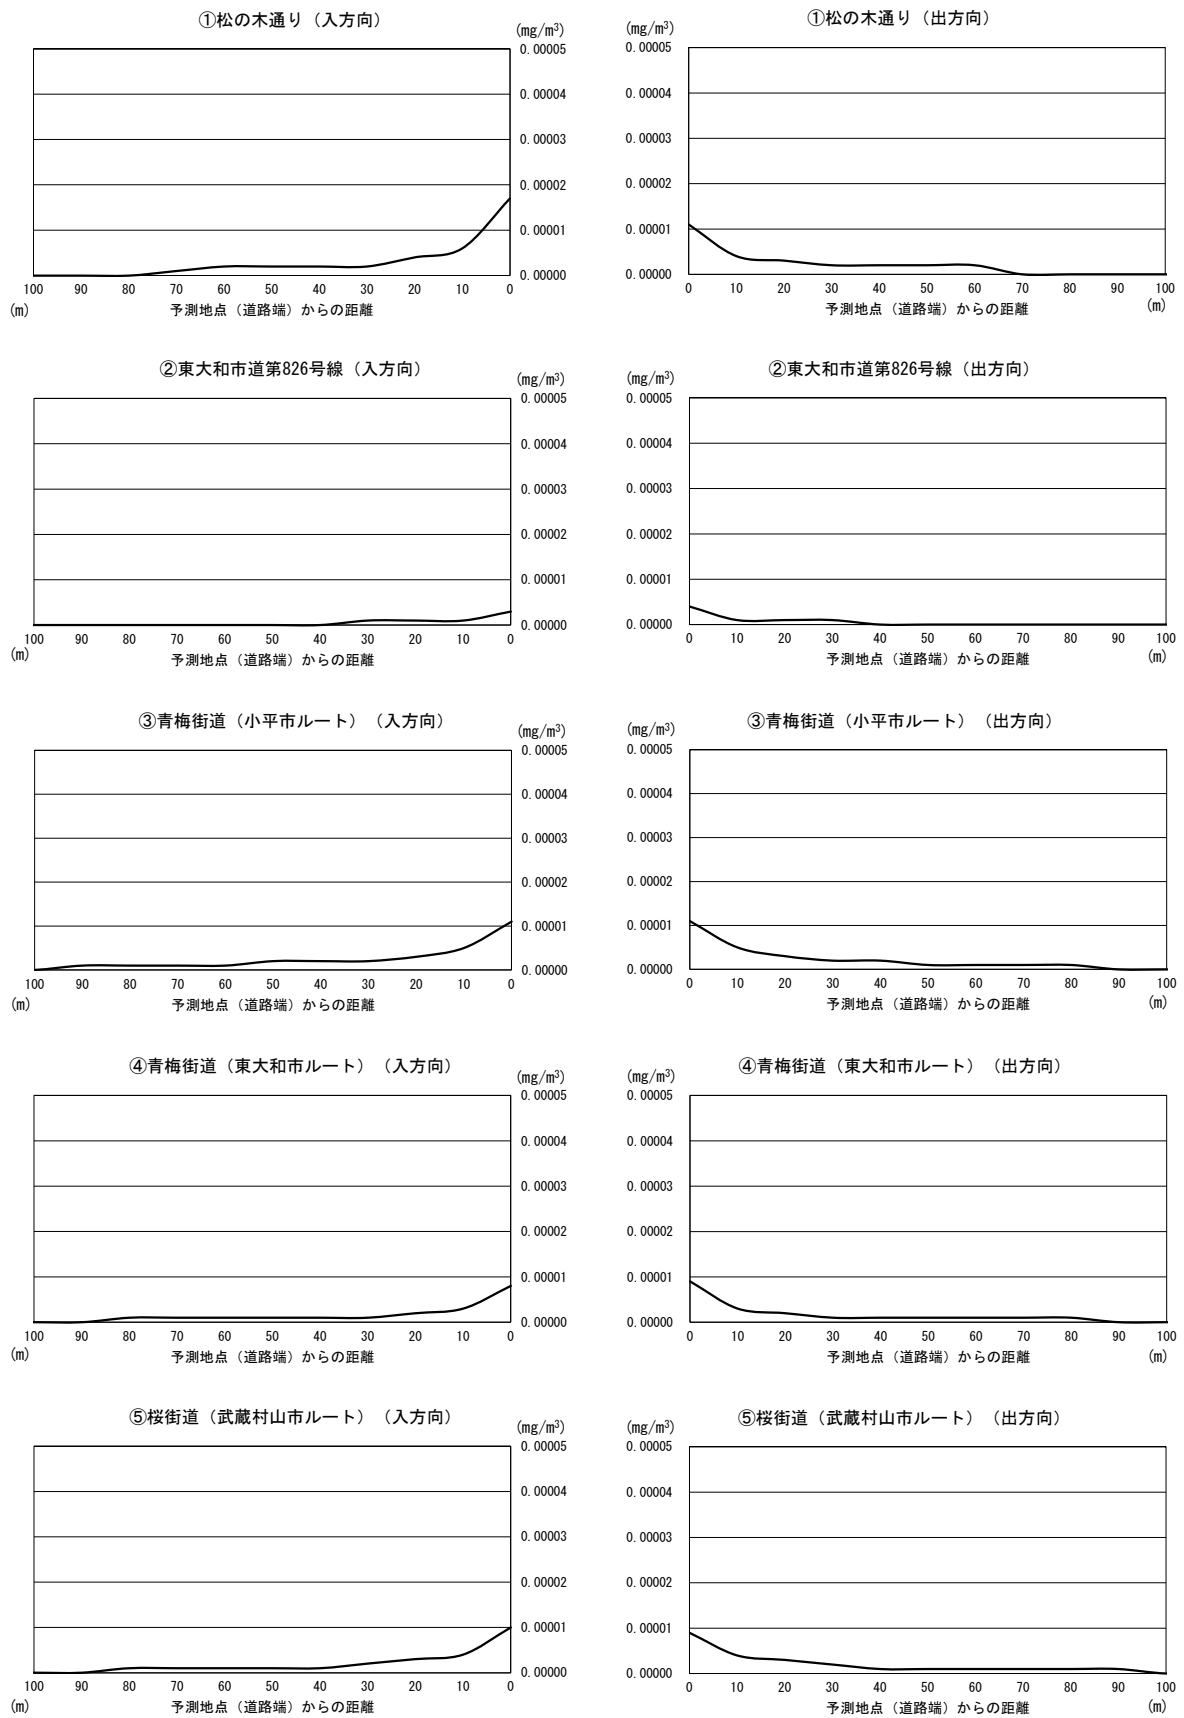 ①松の木通り（入方向）
(mg/m³)
0.00005
0.00004
0.00003
0.00002
0.00001
0.00000
100 90 80 70 60 50 40 30 20 10 0
(m)
予測地点（道路端）からの距離
①松の木通り（出方向）
(mg/m³)
0.00005
0.00004
0.00003
0.00002
0.00001
0.00000
0 10 20 30 40 50 60 70 80 90 100
予測地点（道路端）からの距離
(m)
②東大和市道第826号線（入方向）
(mg/m³)
0.00005
0.00004
0.00003
0.00002
0.00001
0.00000
100 90 80 70 60 50 40 30 20 10 0
(m)
予測地点（道路端）からの距離
②東大和市道第826号線（出方向）
(mg/m³)
0.00005
0.00004
0.00003
0.00002
0.00001
0.00000
0 10 20 30 40 50 60 70 80 90 100
予測地点（道路端）からの距離
(m)
③青梅街道（小平市ルート）（入方向）
(mg/m³)
0.00005
0.00004
0.00003
0.00002
0.00001
0.00000
100 90 80 70 60 50 40 30 20 10 0
(m)
予測地点（道路端）からの距離
③青梅街道（小平市ルート）（出方向）
(mg/m³)
0.00005
0.00004
0.00003
0.00002
0.00001
0.00000
0 10 20 30 40 50 60 70 80 90 100
予測地点（道路端）からの距離
(m)
④青梅街道（東大和市ルート）（入方向）
(mg/m³)
0.00005
0.00004
0.00003
0.00002
0.00001
0.00000
100 90 80 70 60 50 40 30 20 10 0
(m)
予測地点（道路端）からの距離
④青梅街道（東大和市ルート）（出方向）
(mg/m³)
0.00005
0.00004
0.00003
0.00002
0.00001
0.00000
0 10 20 30 40 50 60 70 80 90 100
予測地点（道路端）からの距離
(m)
⑤桜街道（武蔵村山市ルート）（入方向）
(mg/m³)
0.00005
0.00004
0.00003
0.00002
0.00001
0.00000
100 90 80 70 60 50 40 30 20 10 0
(m)
予測地点（道路端）からの距離
⑤桜街道（武蔵村山市ルート）（出方向）
(mg/m³)
0.00005
0.00004
0.00003
0.00002
0.00001
0.00000
0 10 20 30 40 50 60 70 80 90 100
予測地点（道路端）からの距離
(m)